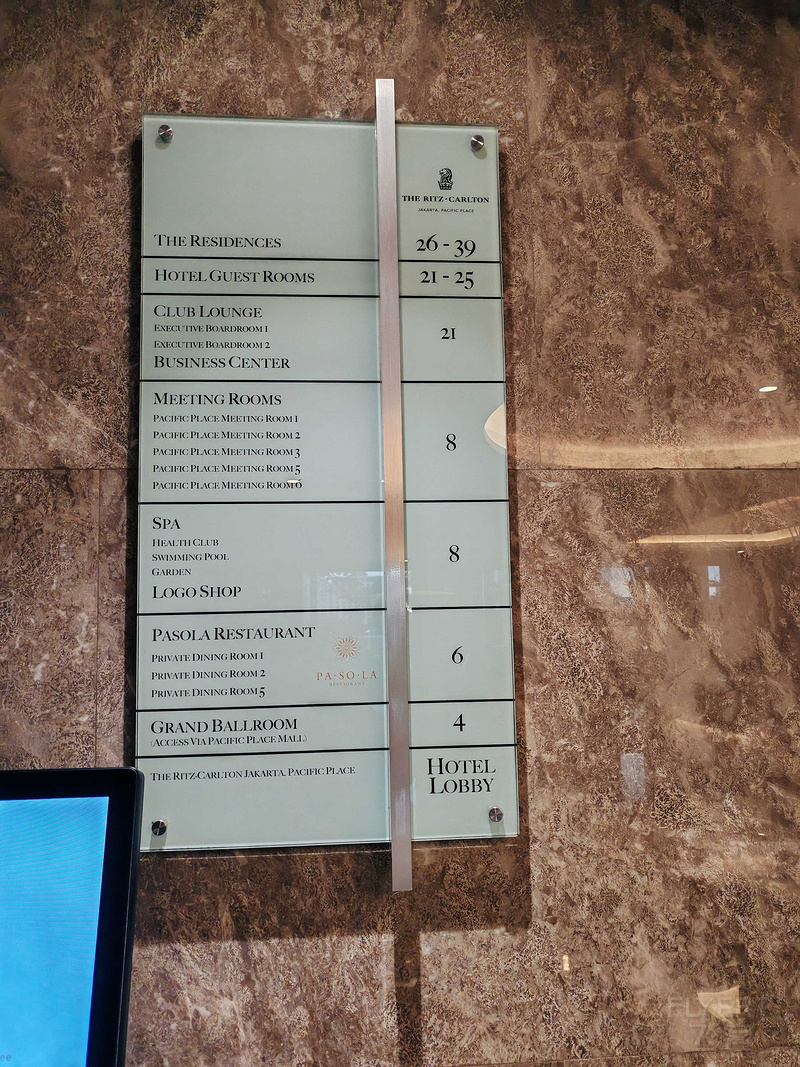 THE RITZ-CARLTON
JAKARTA, PACIFIC PLACE
THE RESIDENCES 26 - 39
HOTEL GUEST ROOMS 21 - 25
CLUB LOUNGE
EXECUTIVE BOARDROOM 1
EXECUTIVE BOARDROOM 2
BUSINESS CENTER
21
MEETING ROOMS
PACIFIC PLACE MEETING ROOM 1
PACIFIC PLACE MEETING ROOM 2
PACIFIC PLACE MEETING ROOM 3
PACIFIC PLACE MEETING ROOM 5
PACIFIC PLACE MEETING ROOM 6
8
SPA
HEALTH CLUB
SWIMMING POOL
GARDEN
LOGO SHOP
8
PASOLA RESTAURANT
PRIVATE DINING ROOM 1
PRIVATE DINING ROOM 2
PRIVATE DINING ROOM 5
PA·SO·LA
RESTAURANT
6
GRAND BALLROOM
(ACCESS VIA PACIFIC PLACE MALL)
4
THE RITZ-CARLTON JAKARTA, PACIFIC PLACE
HOTEL
LOBBY
ee